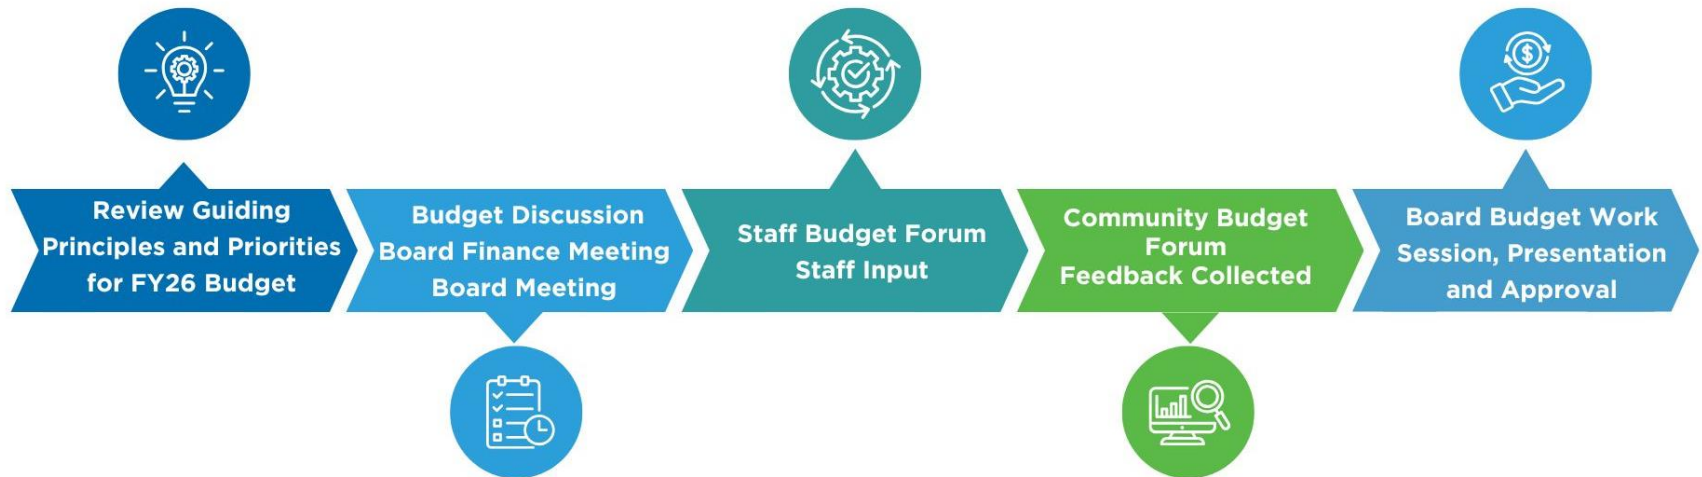 Review Guiding
Principles and Priorities
for FY26 Budget
Budget Discussion
Board Finance Meeting
Board Meeting
Staff Budget Forum
Staff Input
Community Budget
Forum
Feedback Collected
Board Budget Work
Session, Presentation
and Approval
$